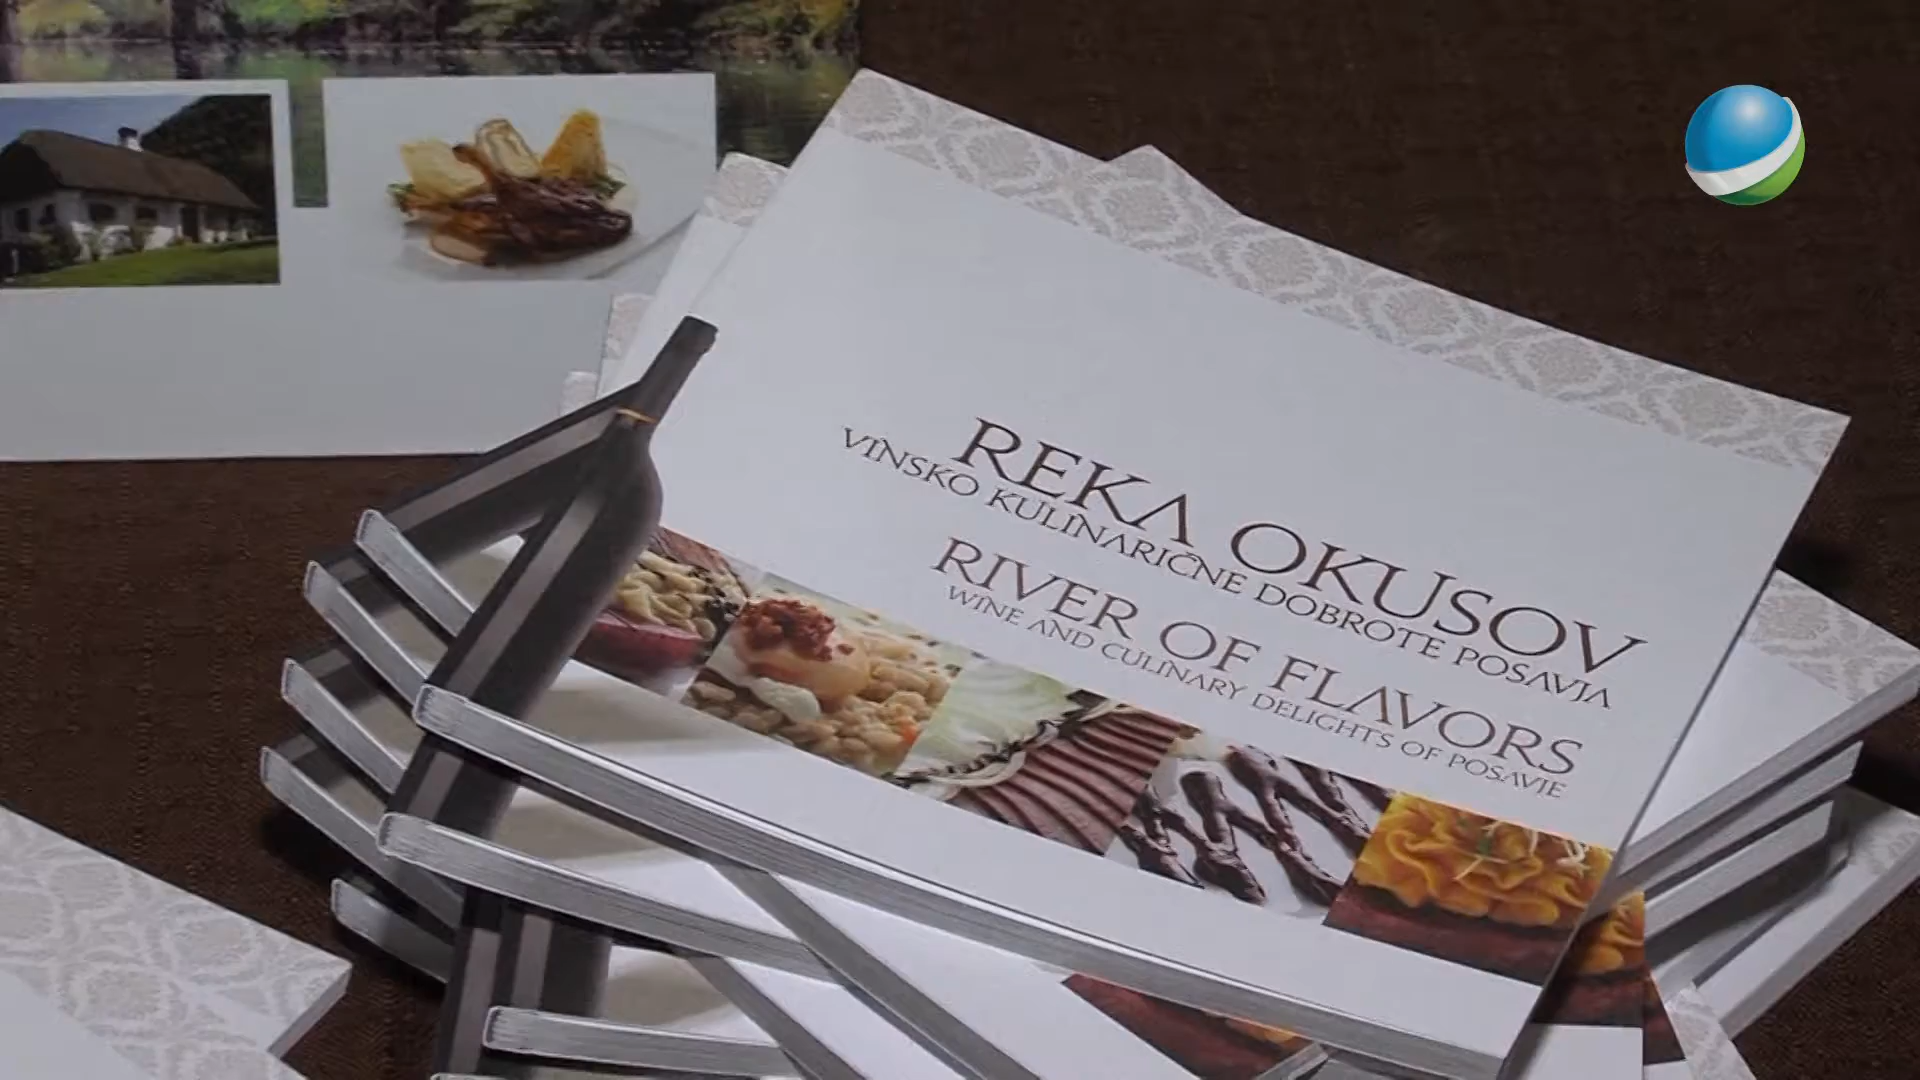 REKA OKUSOV
VINSKO KULINARIČNE DOBROTE POSAVJA
RIVER OF FLAVORS
WINE AND CULINARY DELIGHTS OF POSAVJE